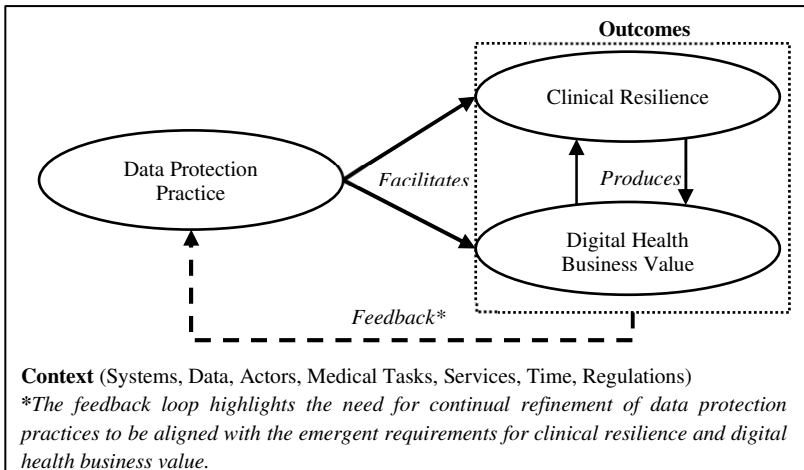 Outcomes
Clinical Resilience
Data Protection
Practice
Facilitates
Produces
Digital Health
Business Value
Feedback*
Context (Systems, Data, Actors, Medical Tasks, Services, Time, Regulations)
*The feedback loop highlights the need for continual refinement of data protection
practices to be aligned with the emergent requirements for clinical resilience and digital
health business value.